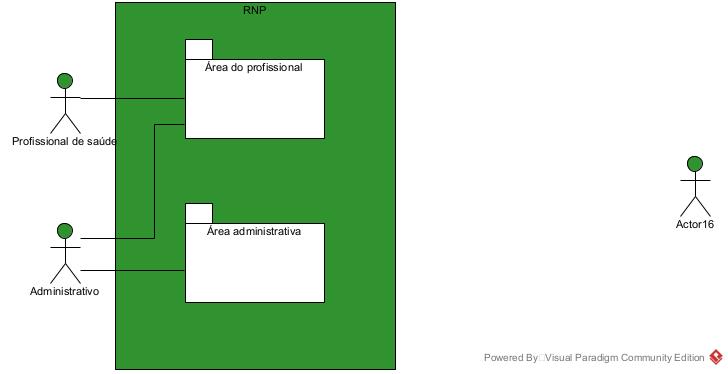 RNP
Área do profissional
Profissional de saúde
Área administrativa
Administrativo
Actor16
Powered By Visual Paradigm Community Edition